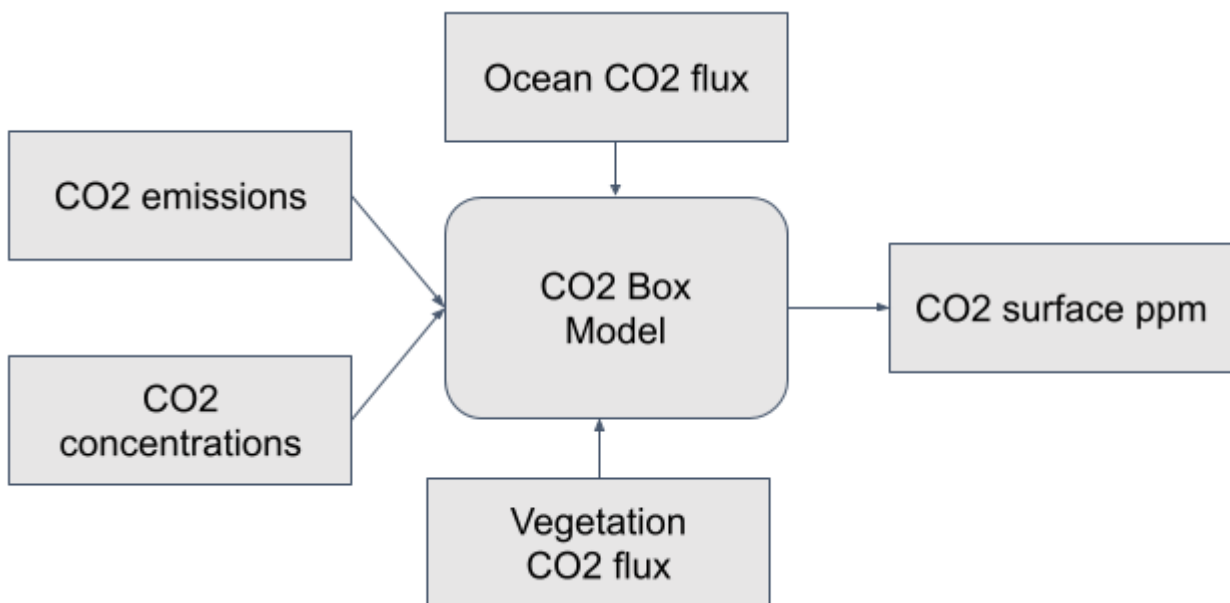 Ocean CO2 flux
CO2 emissions
CO2 Box
Model
CO2 surface ppm
CO2
concentrations
Vegetation
CO2 flux